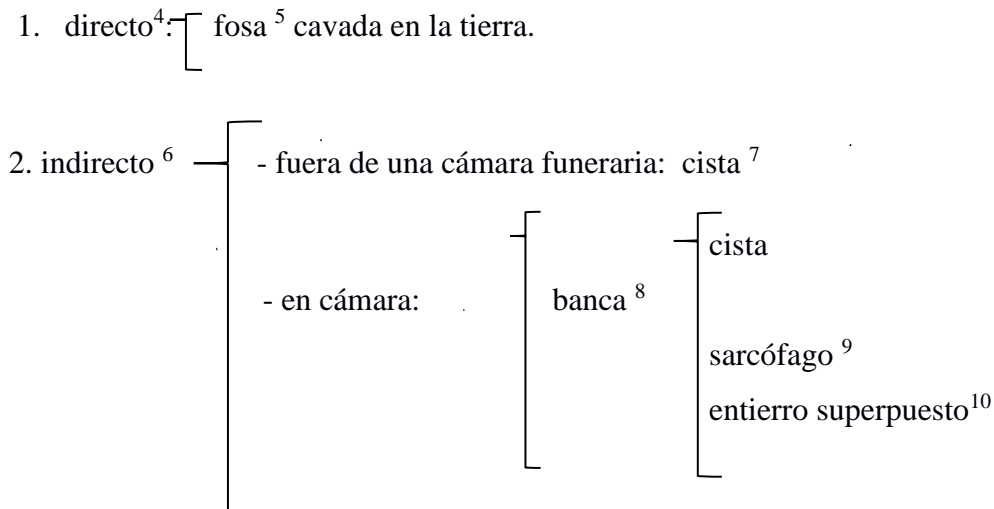 1. directo⁴: fosa ⁵ cavada en la tierra.
2. indirecto ⁶ - fuera de una cámara funeraria: cista ⁷
cista
- en cámara: banca ⁸
sarcófago ⁹
entierro superpuesto¹⁰